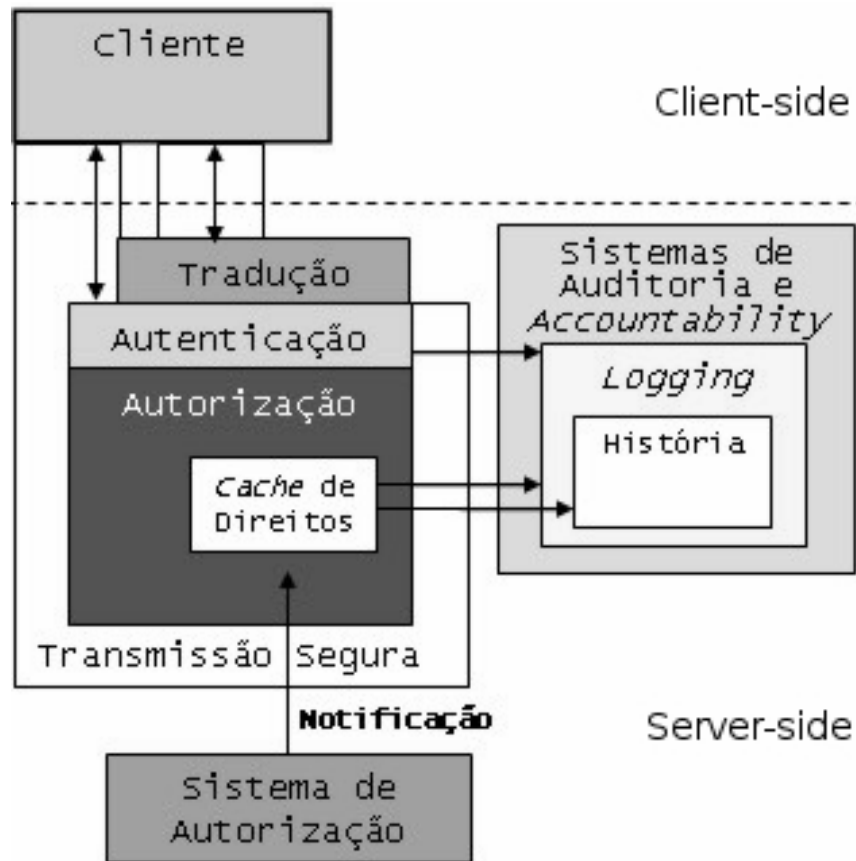 Cliente
Client-side
Tradução
Sistemas de
Auditoria e
Accountability
Autenticação
Logging
Autorização
História
Cache de
Direitos
Transmissão Segura
Notificação
Server-side
Sistema de
Autorização